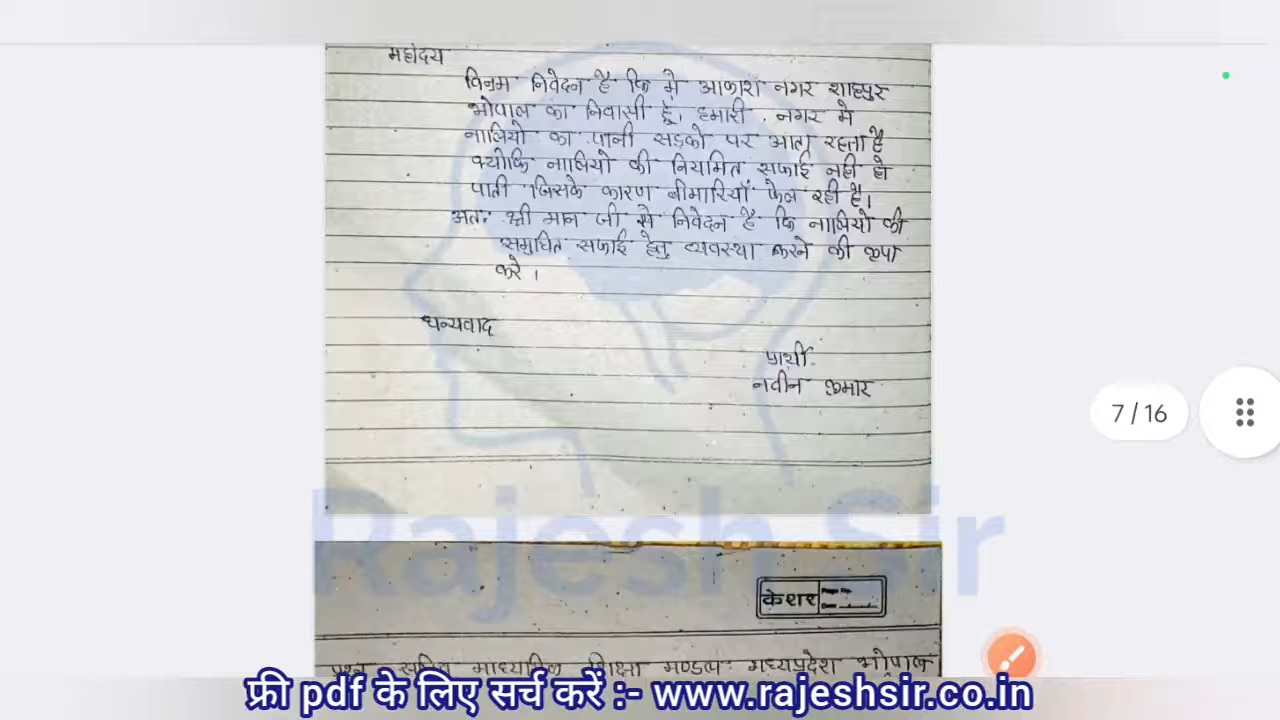 महोदय
विनम्र निवेदन है कि मे आकाश नगर शाहपुर
भोपाल का निवासी हूँ। हमारी नगर मे
नालियो का पानी सड़को पर आता रहता है
क्योकि नालियो की नियमित सफाई नही हो
पाती जिसके कारण बीमारियाँ फैल रही है।
अतः श्री मान जी से निवेदन है कि नालियो की
समुचित सफाई हेतु व्यवस्था करने की कृपा
करे।
धन्यवाद
प्रार्थी
नवीन कुमार
7 / 16
Rajesh Sir
केशर
माध्यमिक शिक्षा मण्डल मध्यप्रदेश भोपाल
फ्री pdf के लिए सर्च करें :- www.rajeshsir.co.in